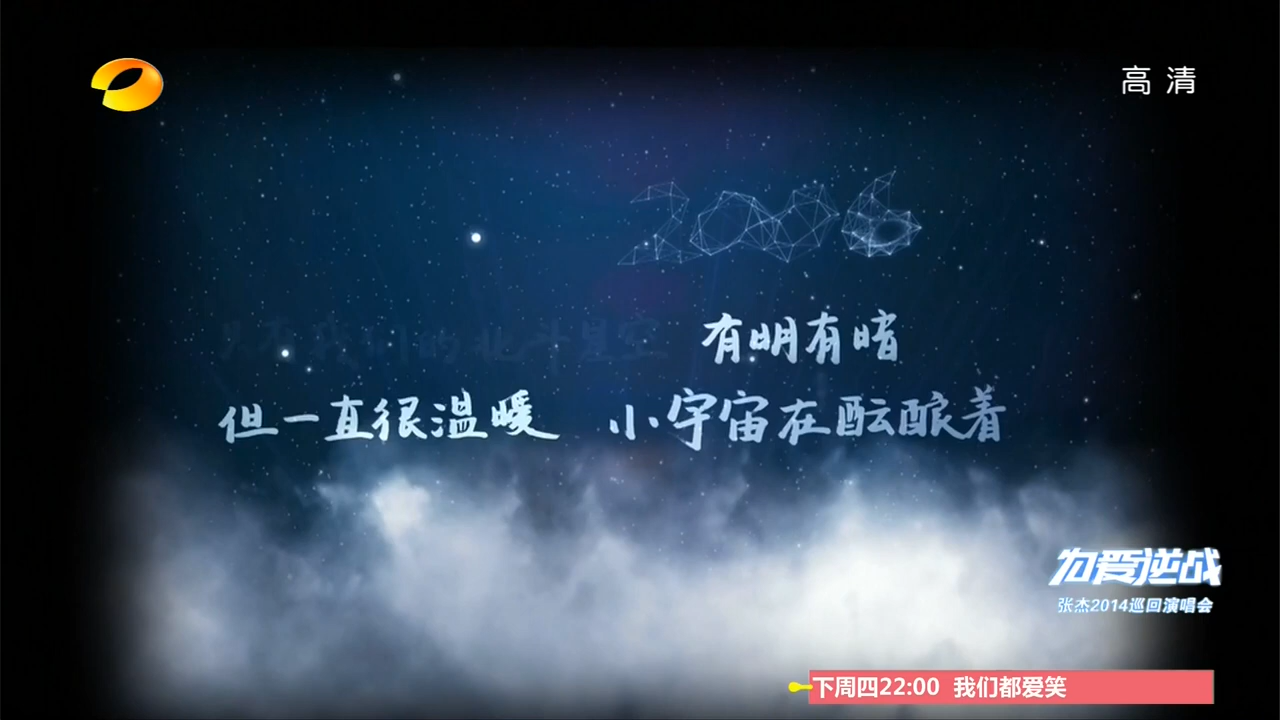 高清
2006
有明有暗
但一直很温暖 小宇宙在酝酿着
为爱逆战
张杰2014巡回演唱会
下周四22:00 我们都爱笑